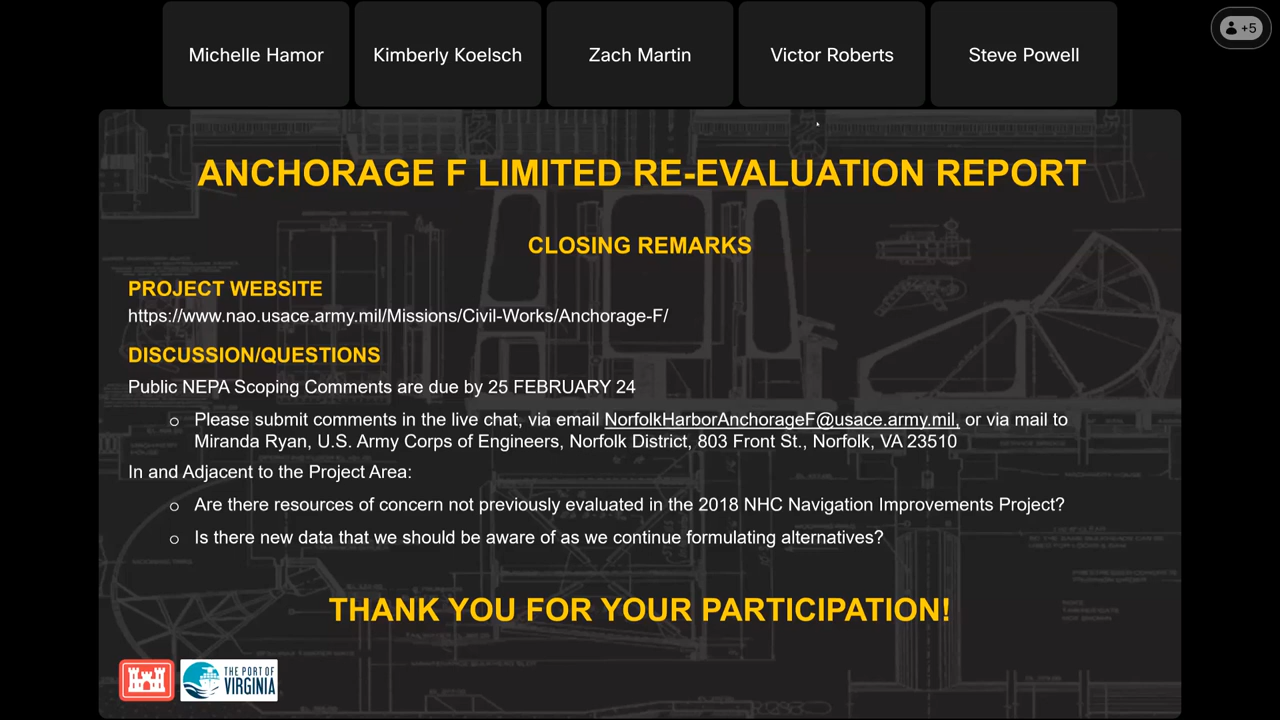 Michelle Hamor
Kimberly Koelsch
Zach Martin
Victor Roberts
Steve Powell
+5
ANCHORAGE F LIMITED RE-EVALUATION REPORT
CLOSING REMARKS
PROJECT WEBSITE
https://www.nao.usace.army.mil/Missions/Civil-Works/Anchorage-F/
DISCUSSION/QUESTIONS
Public NEPA Scoping Comments are due by 25 FEBRUARY 24
o Please submit comments in the live chat, via email NorfolkHarborAnchorageF@usace.army.mil, or via mail to
Miranda Ryan, U.S. Army Corps of Engineers, Norfolk District, 803 Front St., Norfolk, VA 23510
In and Adjacent to the Project Area:
o Are there resources of concern not previously evaluated in the 2018 NHC Navigation Improvements Project?
o Is there new data that we should be aware of as we continue formulating alternatives?
THANK YOU FOR YOUR PARTICIPATION!
THE PORT OF
VIRGINIA